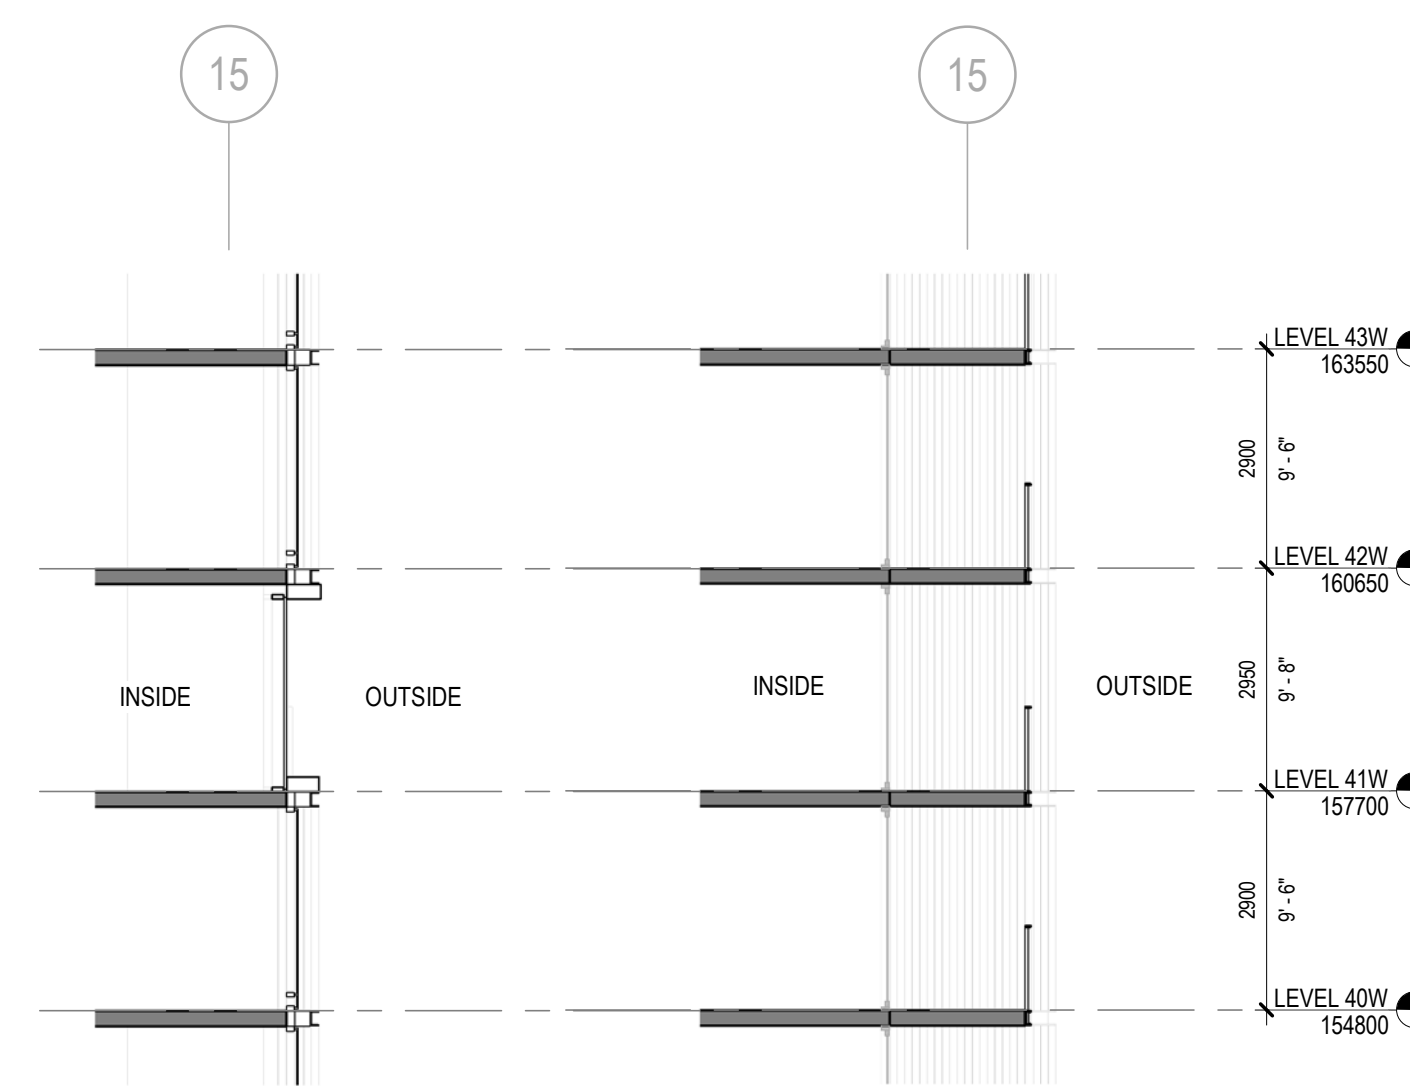 15
15
LEVEL 43W
163550
2900
9' - 6"
LEVEL 42W
160650
INSIDE
OUTSIDE
INSIDE
OUTSIDE
2950
9' - 8"
LEVEL 41W
157700
2900
9' - 6"
LEVEL 40W
154800